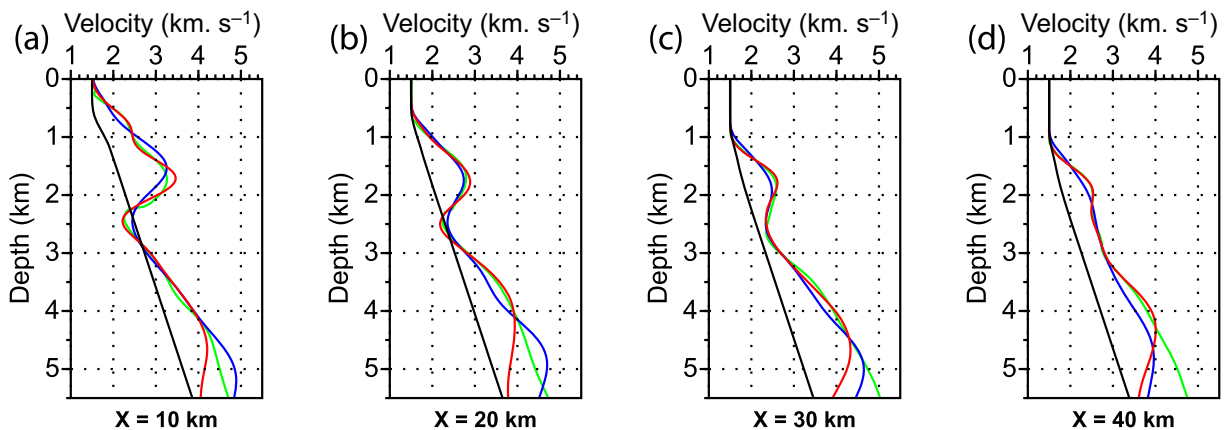 (a) Velocity (km. s⁻¹)
1 2 3 4 5
0
1
2
3
4
5
Depth (km)
X = 10 km
(b) Velocity (km. s⁻¹)
1 2 3 4 5
0
1
2
3
4
5
Depth (km)
X = 20 km
(c) Velocity (km. s⁻¹)
1 2 3 4 5
0
1
2
3
4
5
Depth (km)
X = 30 km
(d) Velocity (km. s⁻¹)
1 2 3 4 5
0
1
2
3
4
5
Depth (km)
X = 40 km